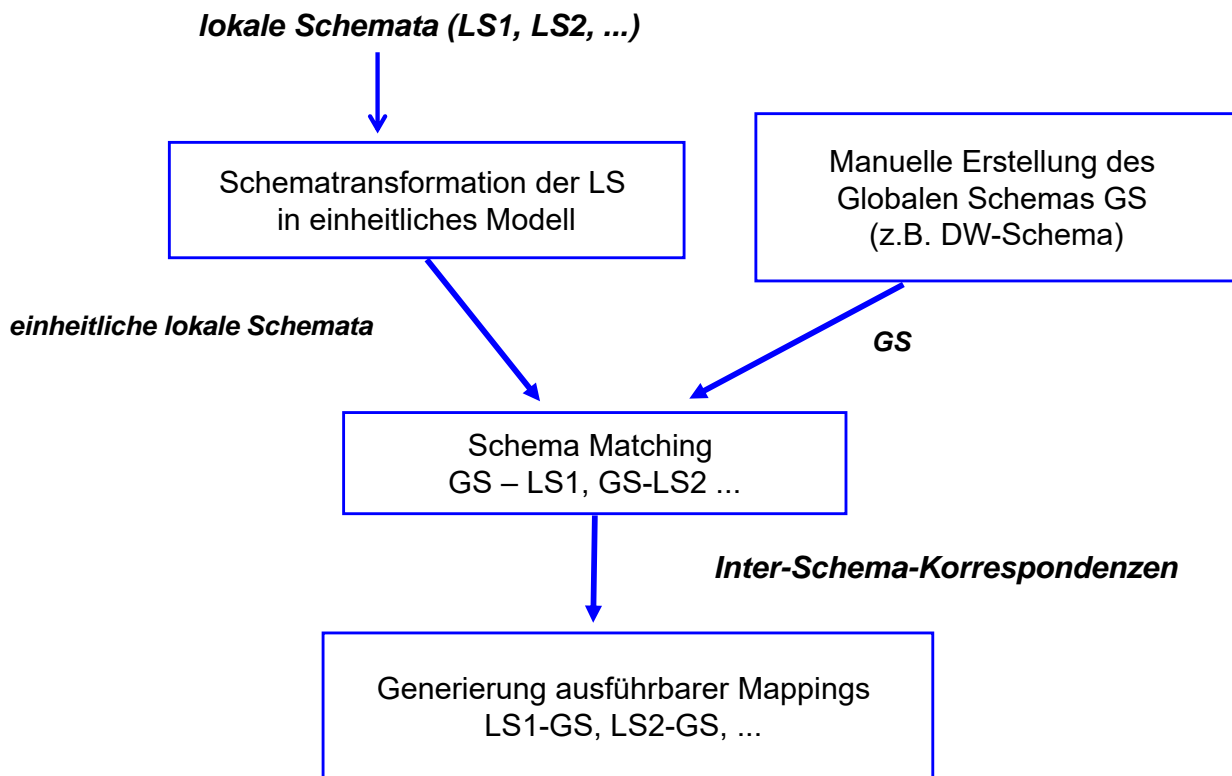 lokale Schemata (LS1, LS2, ...)
Schematransformation der LS
in einheitliches Modell
Manuelle Erstellung des
Globalen Schemas GS
(z.B. DW-Schema)
einheitliche lokale Schemata
GS
Schema Matching
GS – LS1, GS-LS2 ...
Inter-Schema-Korrespondenzen
Generierung ausführbarer Mappings
LS1-GS, LS2-GS, ...